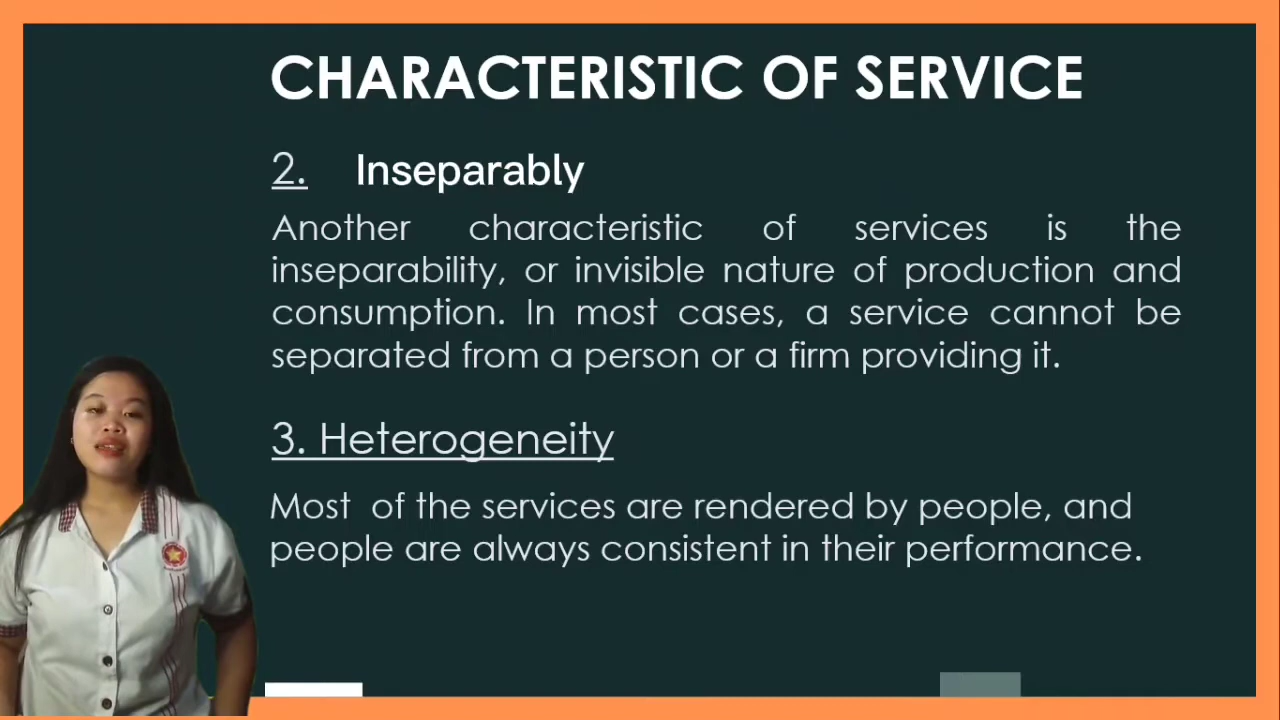 CHARACTERISTIC OF SERVICE
2. Inseparably
Another characteristic of services is the
inseparability, or invisible nature of production and
consumption. In most cases, a service cannot be
separated from a person or a firm providing it.
3. Heterogeneity
Most of the services are rendered by people, and
people are always consistent in their performance.